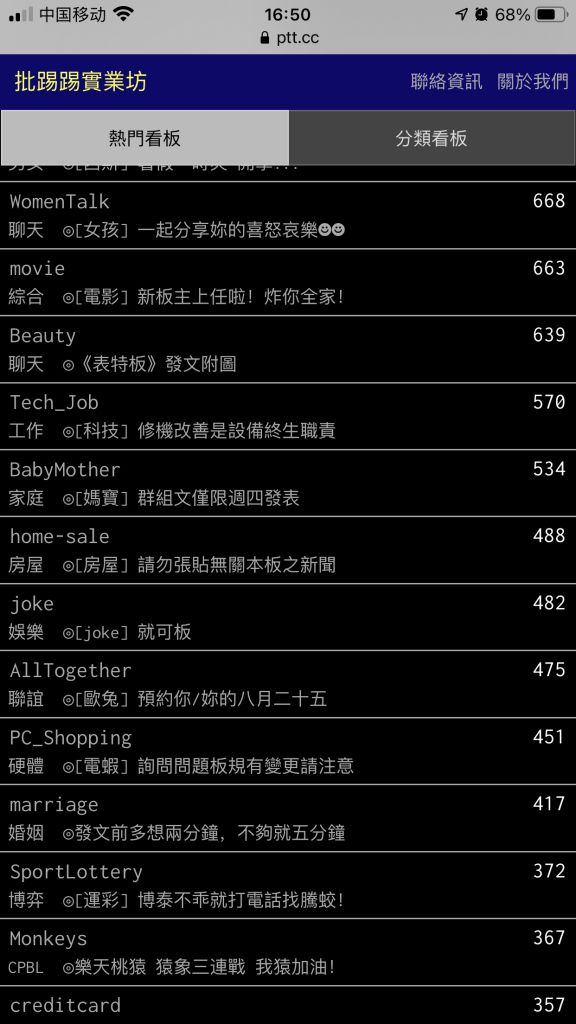 中国移动
16:50
68%
ptt.cc
批踢踢實業坊
聯絡資訊 關於我們
熱門看板
分類看板
WomenTalk 668
聊天 ◎[女孩] 一起分享妳的喜怒哀樂☻☻
movie 663
綜合 ◎[電影] 新板主上任啦! 炸你全家!
Beauty 639
聊天 ◎《表特板》發文附圖
Tech_Job 570
工作 ◎[科技] 修機改善是設備終生職責
BabyMother 534
家庭 ◎[媽寶] 群組文僅限週四發表
home-sale 488
房屋 ◎[房屋] 請勿張貼無關本板之新聞
joke 482
娛樂 ◎[joke] 就可板
AllTogether 475
聯誼 ◎[歐兔] 預約你/妳的八月二十五
PC_Shopping 451
硬體 ◎[電蝦] 詢問問題板規有變更請注意
marriage 417
婚姻 ◎發文前多想兩分鐘, 不夠就五分鐘
SportLottery 372
博弈 ◎[運彩] 博泰不乖就打電話找騰蛟!
Monkeys 367
CPBL ◎樂天桃猿 猿象三連戰 我猿加油!
creditcard 357